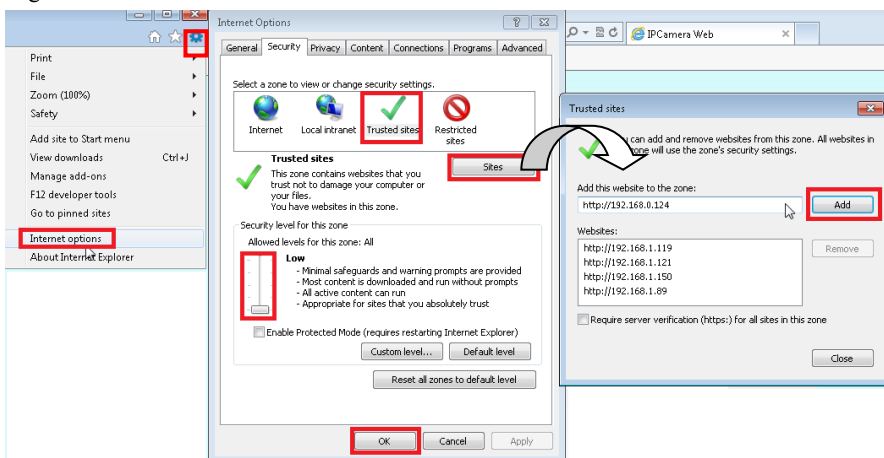 Print
File
Zoom (100%)
Safety
Add site to Start menu
View downloads Ctrl+J
Manage add-ons
F12 developer tools
Go to pinned sites
Internet options
About Internet Explorer
Internet Options
General Security Privacy Content Connections Programs Advanced
Select a zone to view or change security settings.
Internet Local intranet Trusted sites Restricted
sites
Trusted sites
Sites
This zone contains websites that you
trust not to damage your computer or
your files.
You have websites in this zone.
Security level for this zone
Allowed levels for this zone: All
Low
- Minimal safeguards and warning prompts are provided
- Most content is downloaded and run without prompts
- All active content can run
- Appropriate for sites that you absolutely trust
Enable Protected Mode (requires restarting Internet Explorer)
Custom level... Default level
Reset all zones to default level
OK Cancel Apply
IPCamera Web
Trusted sites
can add and remove websites from this zone. All websites in
zone will use the zone's security settings.
Add this website to the zone:
http://192.168.0.124 Add
Websites:
http://192.168.1.119 Remove
http://192.168.1.121
http://192.168.1.150
http://192.168.1.89
Require server verification (https:) for all sites in this zone
Close